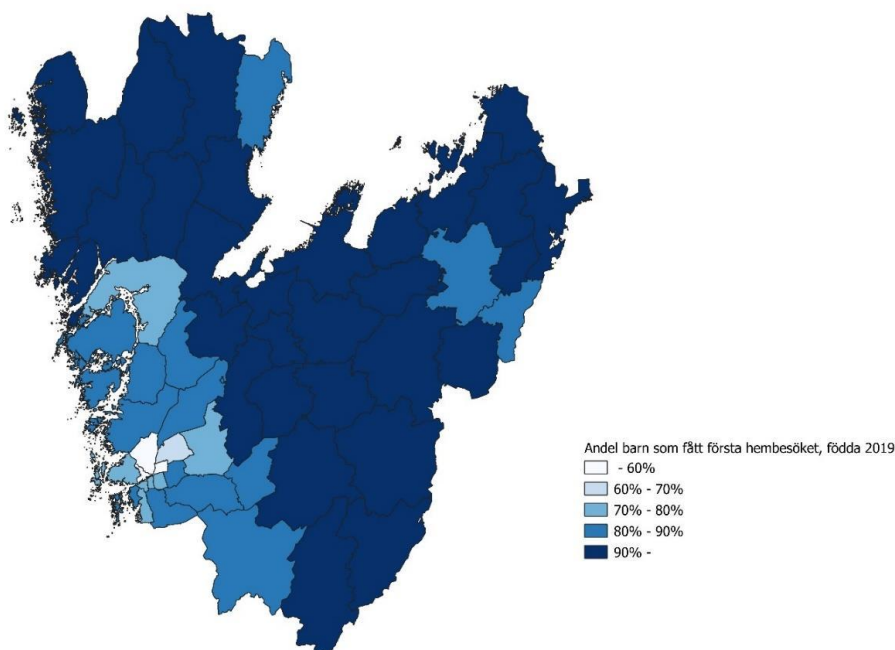 Andel barn som fått första hembesöket, födda 2019
- 60%
60% - 70%
70% - 80%
80% - 90%
90% -